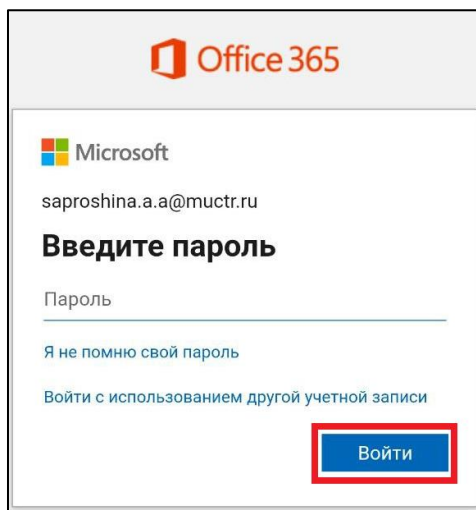 Office 365
Microsoft
saproshina.a.a@muctr.ru
Введите пароль
Пароль
Я не помню свой пароль
Войти с использованием другой учетной записи
Войти